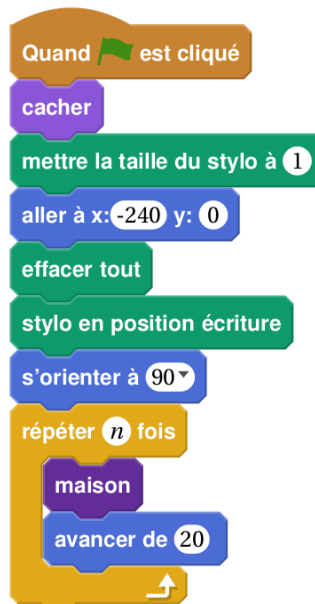 Quand est cliqué
cacher
mettre la taille du stylo à 1
aller à x: -240 y: 0
effacer tout
stylo en position écriture
s'orienter à 90
répéter n fois
maison
avancer de 20